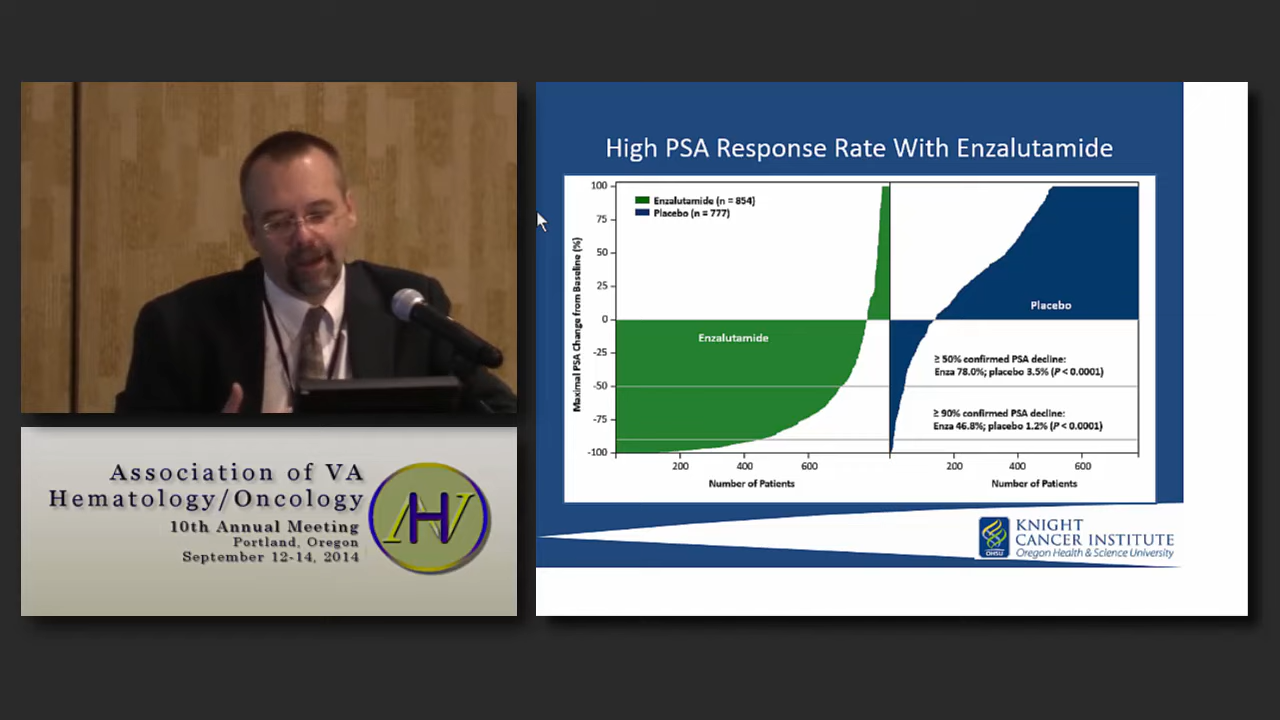 High PSA Response Rate With Enzalutamide
100
75
50
25
0
-25
-50
-75
-100
Maximal PSA Change from Baseline (%)
Enzalutamide (n = 854)
Placebo (n = 777)
Enzalutamide
Placebo
≥ 50% confirmed PSA decline:
Enza 78.0%; placebo 3.5% (P < 0.0001)
≥ 90% confirmed PSA decline:
Enza 46.8%; placebo 1.2% (P < 0.0001)
200 400 600
200 400 600
Number of Patients
Number of Patients
OHSU
KNIGHT
CANCER INSTITUTE
Oregon Health & Science University
Association of VA
Hematology/Oncology
10th Annual Meeting
Portland, Oregon
September 12-14, 2014
AHV